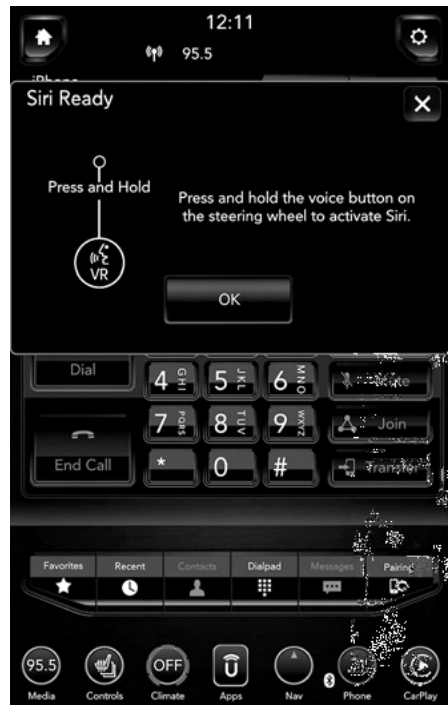 12:11
95.5
Siri Ready
Press and Hold
VR
Press and hold the voice button on
the steering wheel to activate Siri.
OK
Dial
4 GHI
5 JKL
6 MNO
7 PQRS
8 TUV
9 WXYZ
Join
End Call
*
0
#
Transfer
Favorites
Recent
Contacts
Dialpad
Messages
Pairing
95.5
OFF
Media
Controls
Climate
Apps
Nav
Phone
CarPlay